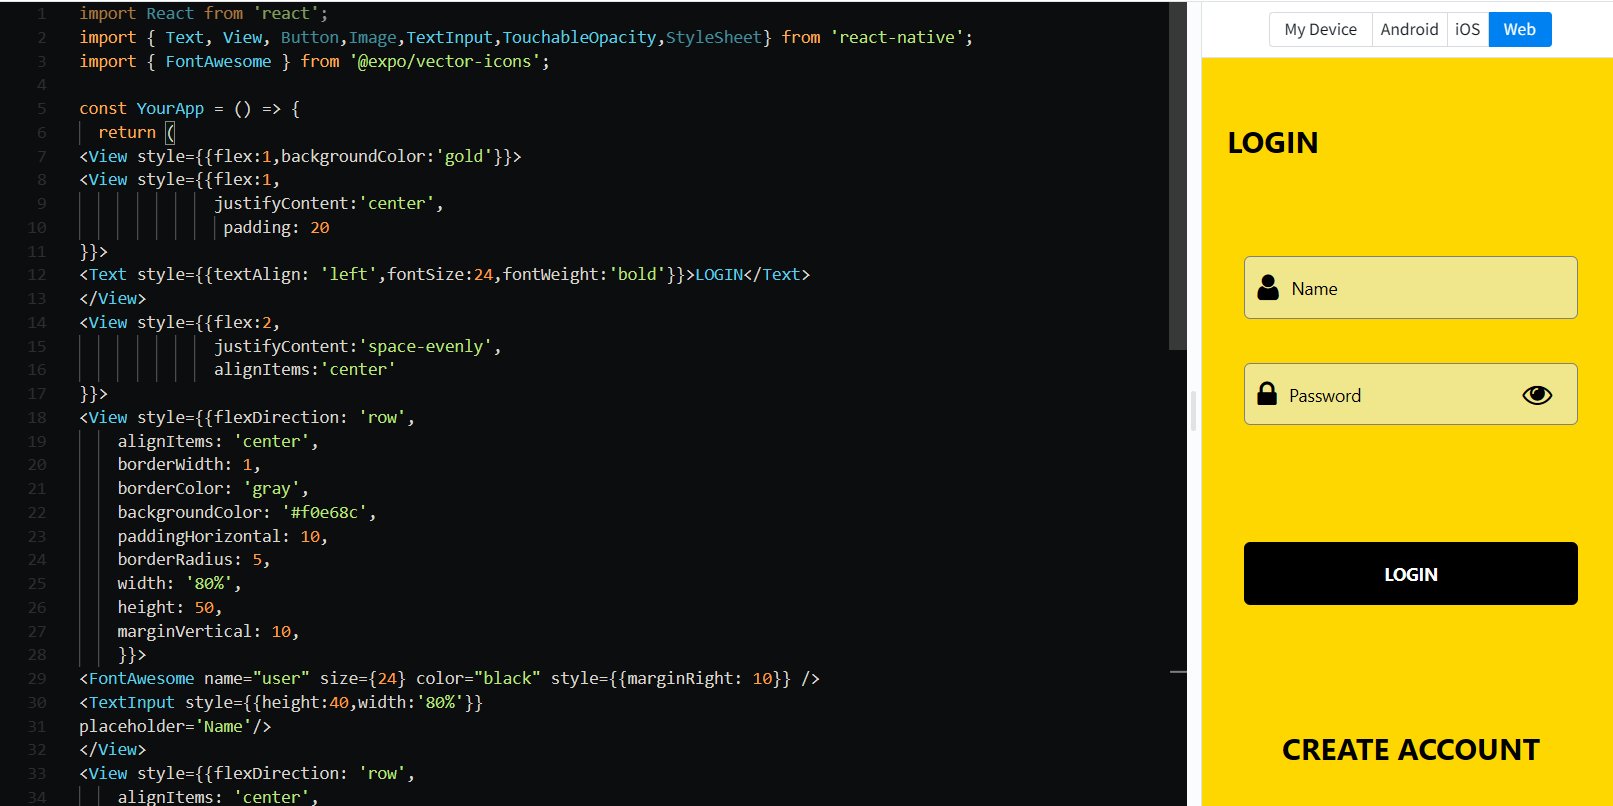 1 import React from 'react';
2 import { Text, View, Button,Image,TextInput,TouchableOpacity,StyleSheet} from 'react-native';
3 import { FontAwesome } from '@expo/vector-icons';
4
5 const YourApp = () => {
6 return (
7 <View style={{flex:1,backgroundColor:'gold'}}>
8 <View style={{flex:1,
9 justifyContent:'center',
10 padding: 20
11 }}>
12 <Text style={{textAlign: 'left',fontSize:24,fontWeight:'bold'}}>LOGIN</Text>
13 </View>
14 <View style={{flex:2,
15 justifyContent:'space-evenly',
16 alignItems:'center'
17 }}>
18 <View style={{flexDirection: 'row',
19 alignItems: 'center',
20 borderWidth: 1,
21 borderColor: 'gray',
22 backgroundColor: '#f0e68c',
23 paddingHorizontal: 10,
24 borderRadius: 5,
25 width: '80%',
26 height: 50,
27 marginVertical: 10,
28 }}>
29 <FontAwesome name="user" size={24} color="black" style={{marginRight: 10}} />
30 <TextInput style={{height:40,width:'80%'}}
31 placeholder='Name'/>
32 </View>
33 <View style={{flexDirection: 'row',
34 alignItems: 'center',
My Device Android iOS Web
LOGIN
Name
Password
LOGIN
CREATE ACCOUNT